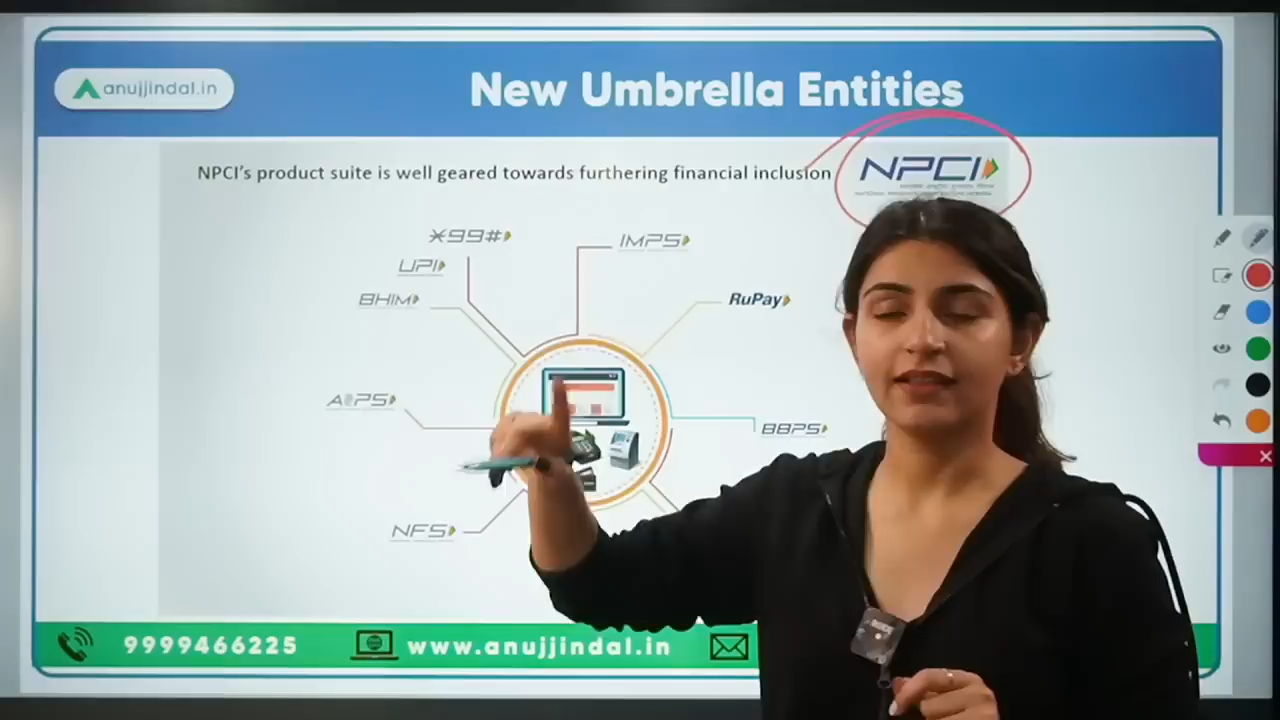 anujjindal.in
New Umbrella Entities
NPCI's product suite is well geared towards furthering financial inclusion
NPCI
*99#
IMPS
UPI
BHIM
RuPay
AePS
BBPS
NFS
9999466225
www.anujjindal.in